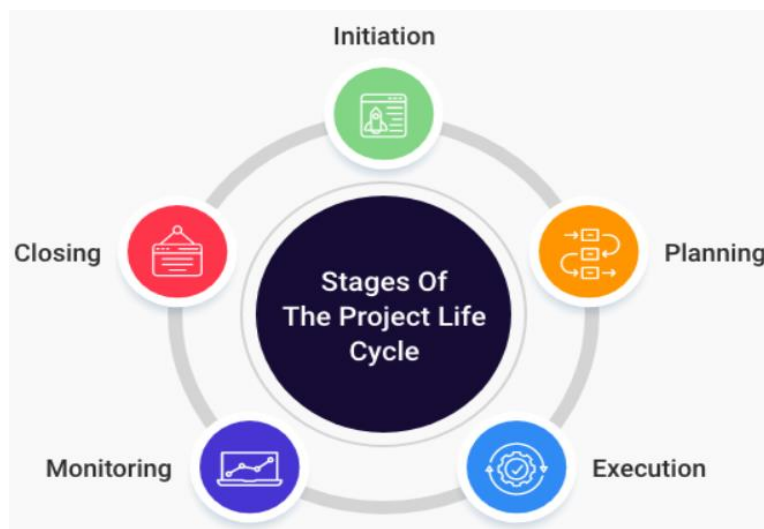 Initiation
Planning
Execution
Monitoring
Closing
Stages Of
The Project Life
Cycle